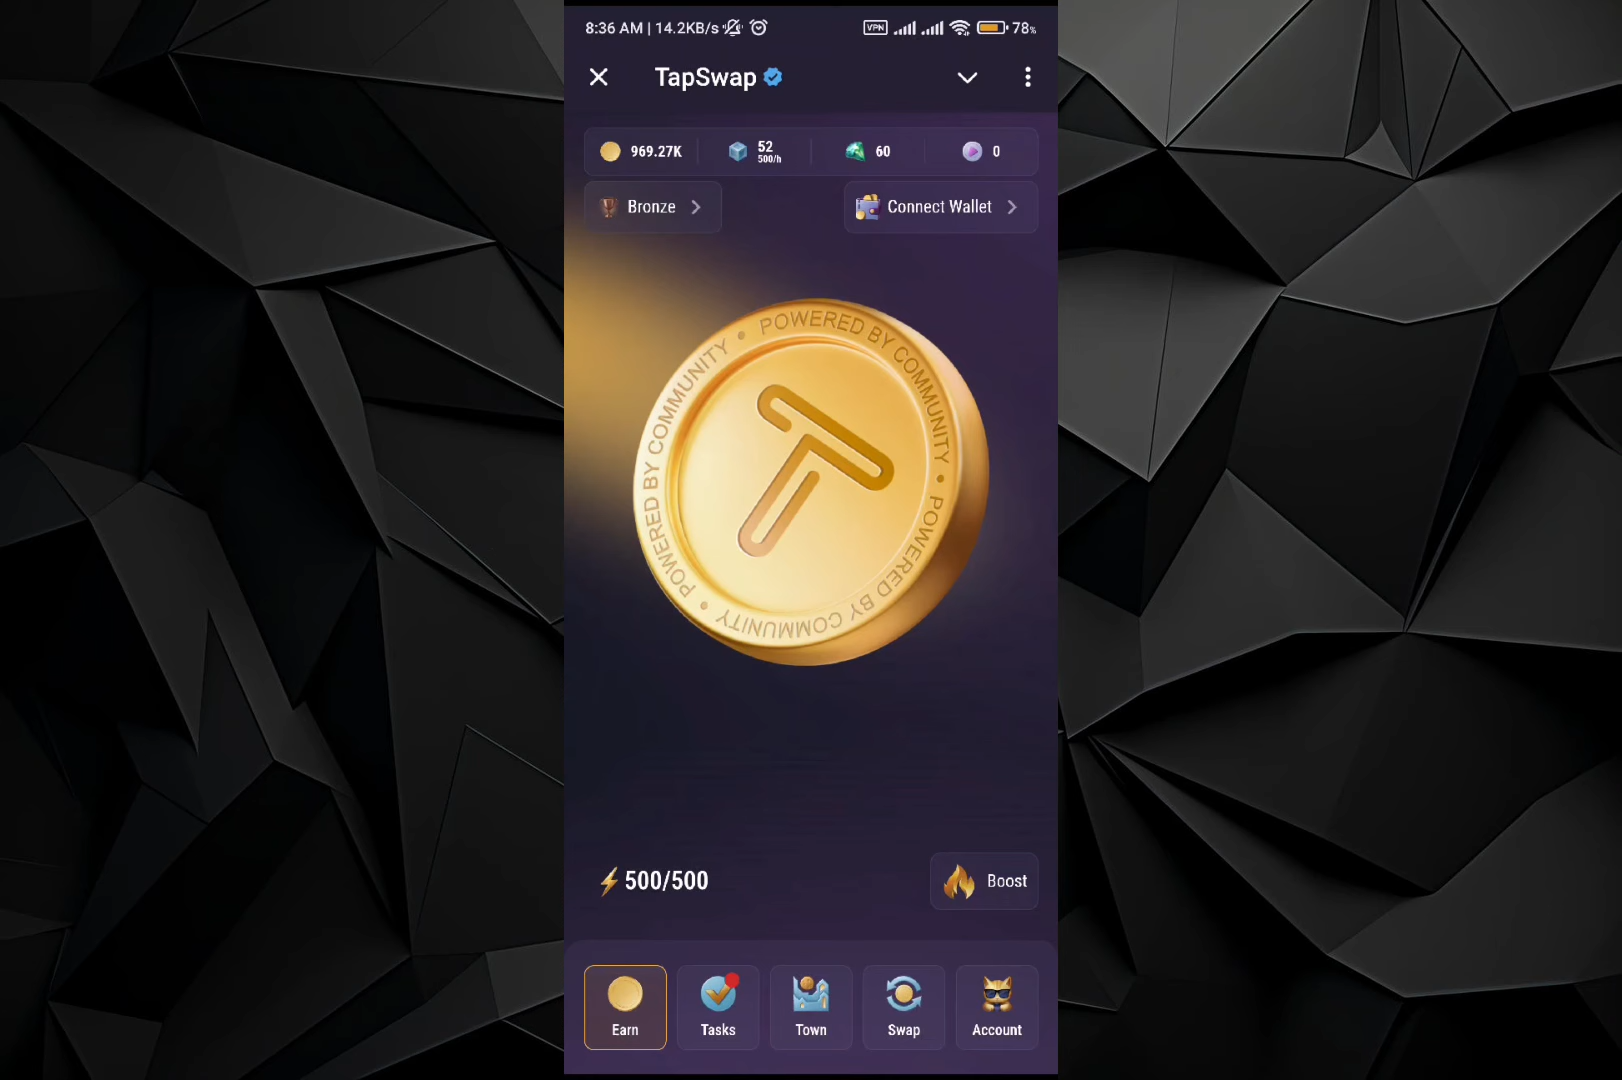 8:36 AM | 14.2KB/s
VPN
78%
TapSwap
969.27K
52
500/h
60
0
Bronze
Connect Wallet
POWERED BY COMMUNITY • POWERED BY COMMUNITY • POWERED BY COMMUNITY •
500/500
Boost
Earn
Tasks
Town
Swap
Account